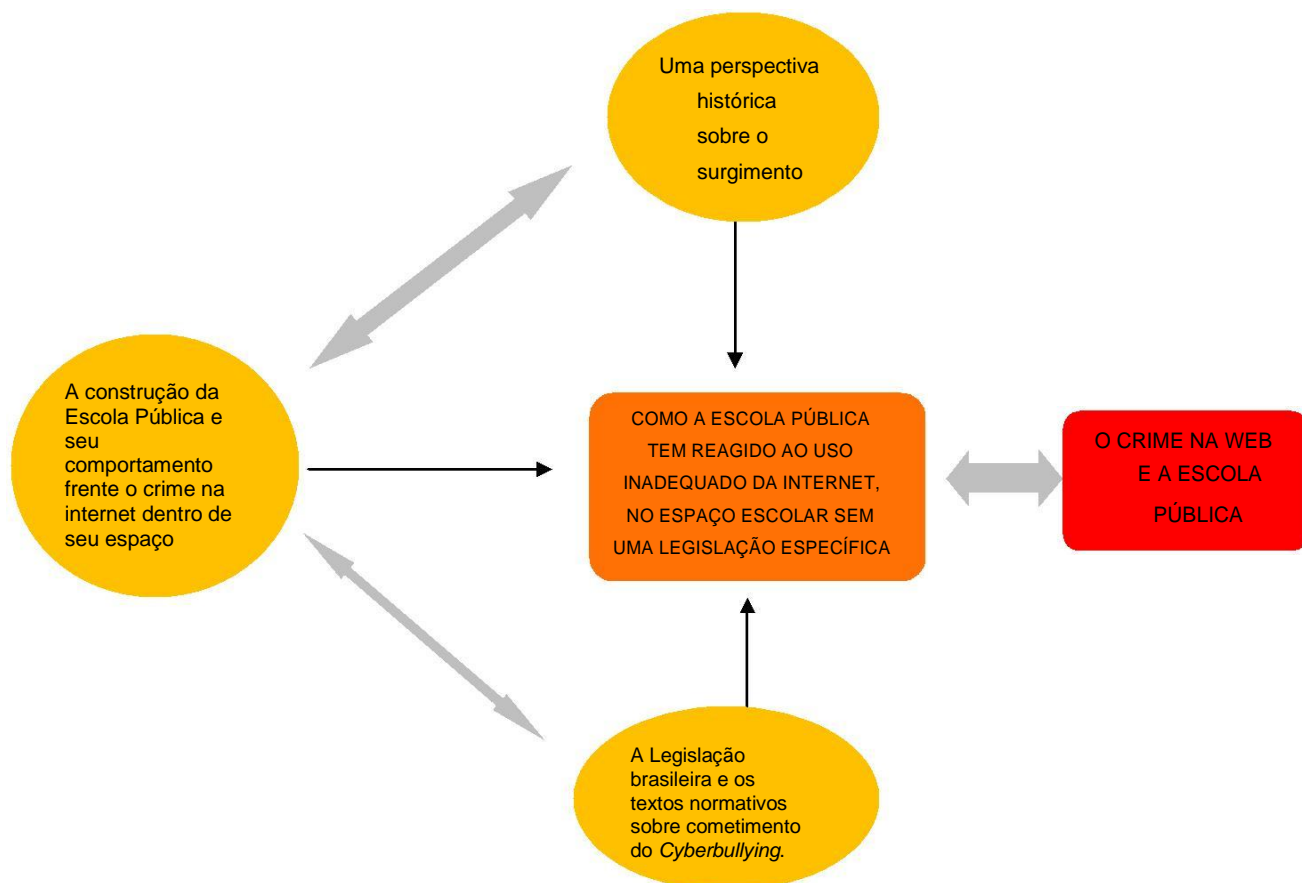 Uma perspectiva
histórica
sobre o
surgimento
A construção da
Escola Pública e
seu
comportamento
frente o crime na
internet dentro de
seu espaço
COMO A ESCOLA PÚBLICA
TEM REAGIDO AO USO
INADEQUADO DA INTERNET,
NO ESPAÇO ESCOLAR SEM
UMA LEGISLAÇÃO ESPECÍFICA
O CRIME NA WEB
E A ESCOLA
PÚBLICA
A Legislação
brasileira e os
textos normativos
sobre cometimento
do Cyberbullying.